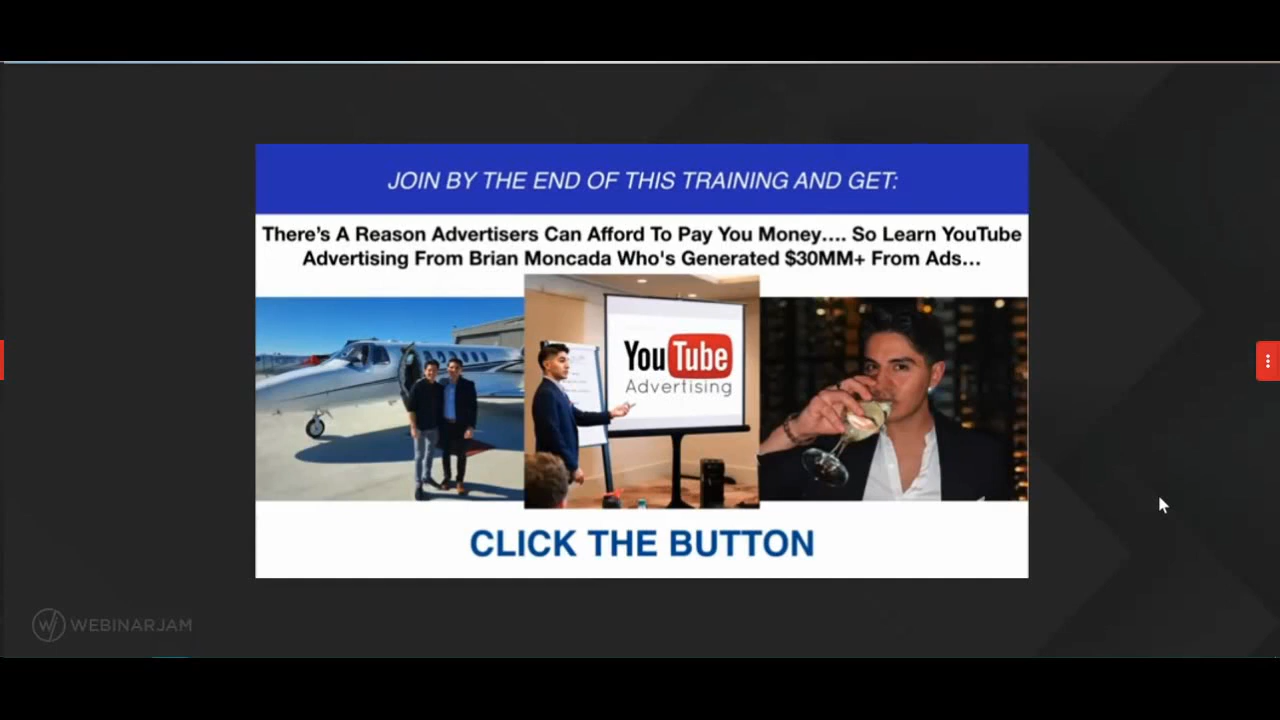 JOIN BY THE END OF THIS TRAINING AND GET:
There's A Reason Advertisers Can Afford To Pay You Money.... So Learn YouTube
Advertising From Brian Moncada Who's Generated $30MM+ From Ads...
YouTube
Advertising
CLICK THE BUTTON
WEBINARJAM